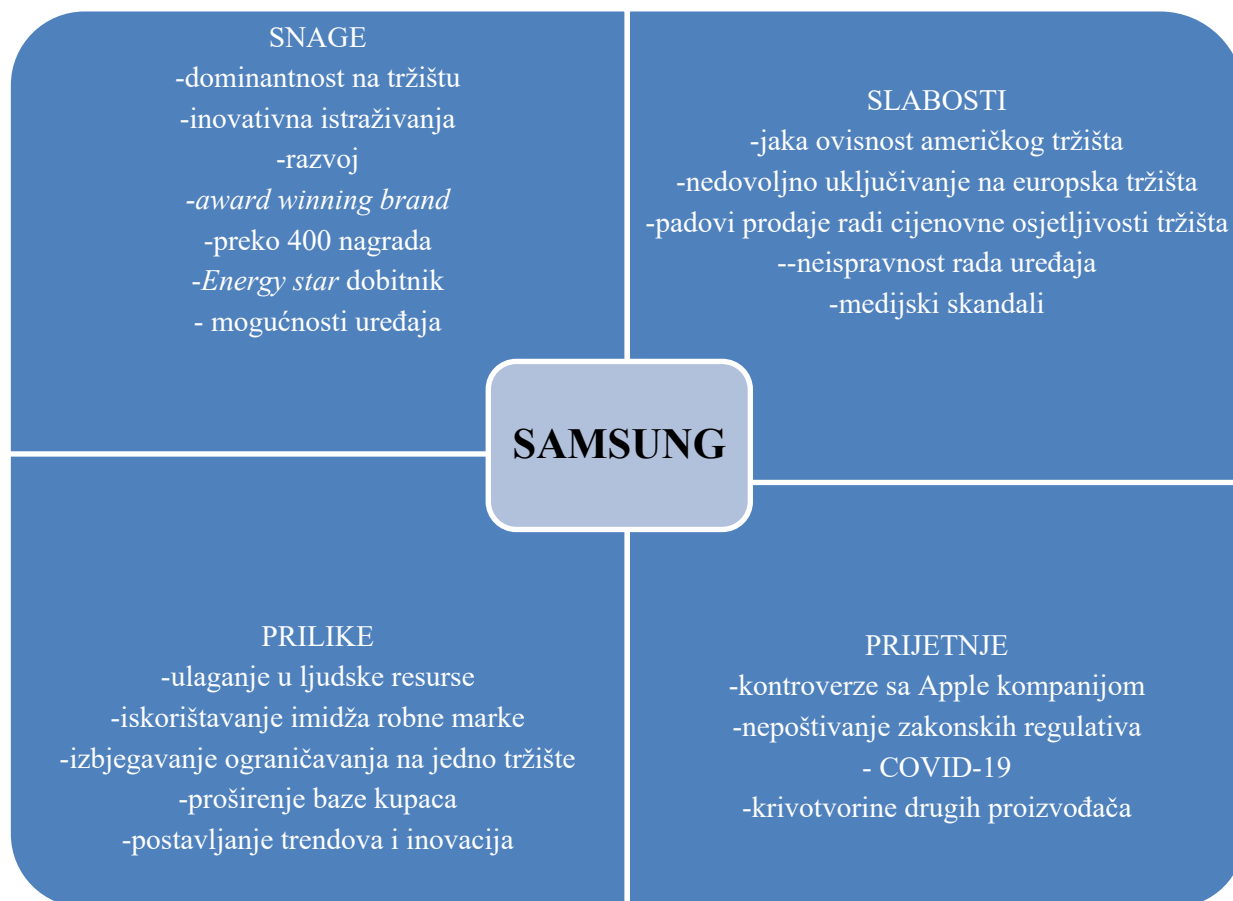 SNAGE
-dominantnost na tržištu
-inovativna istraživanja
-razvoj
-award winning brand
-preko 400 nagrada
-Energy star dobitnik
- mogućnosti uređaja
SLABOSTI
-jaka ovisnost američkog tržišta
-nedovoljno uključivanje na europska tržišta
-padovi prodaje radi cijenovne osjetljivosti tržišta
--neispravnost rada uređaja
-medijski skandali
SAMSUNG
PRILIKE
-ulaganje u ljudske resurse
-iskorištavanje imidža robne marke
-izbjegavanje ograničavanja na jedno tržište
-proširenje baze kupaca
-postavljanje trendova i inovacija
PRIJETNJE
-kontroverze sa Apple kompanijom
-nepoštivanje zakonskih regulativa
- COVID-19
-krivotvorine drugih proizvođača